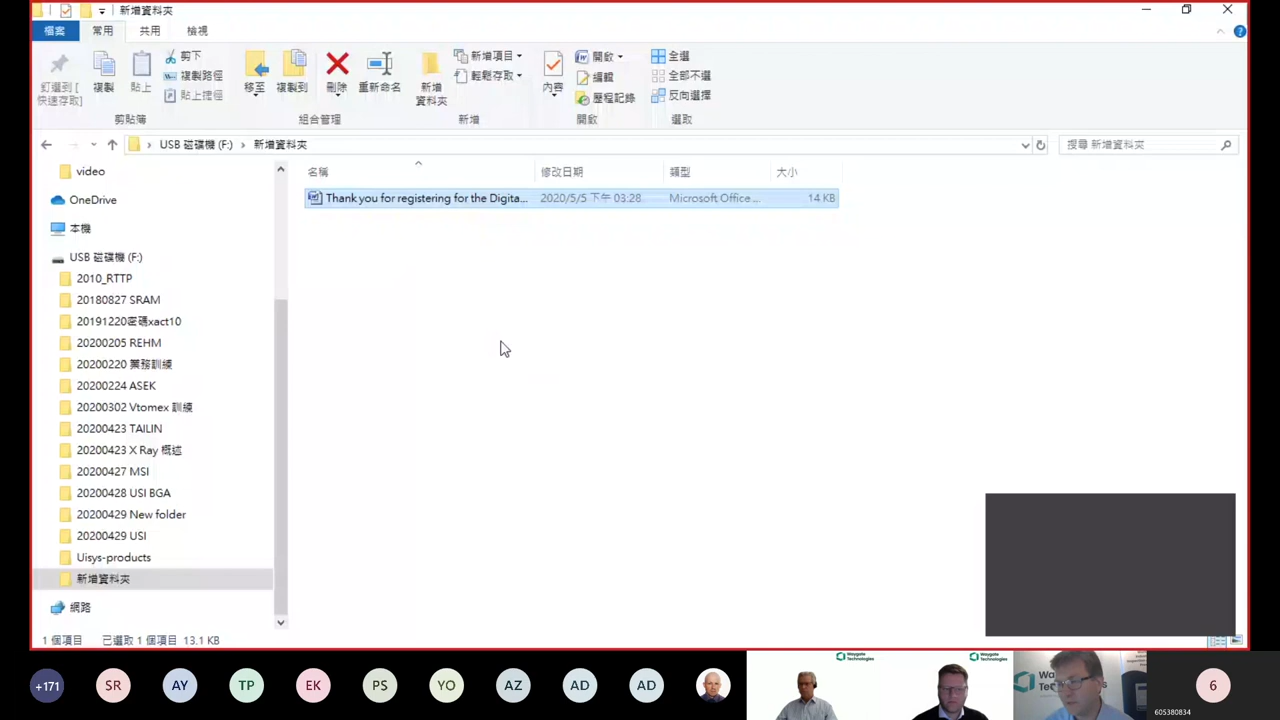 新增資料夾
檔案 常用 共用 檢視
釘選到 [
快速存取]
複製
貼上
剪下
複製路徑
貼上捷徑
剪貼簿
移至
複製到
刪除
重新命名
組合管理
新增
資料夾
新增項目
輕鬆存取
新增
內容
開啟
編輯
歷程記錄
開啟
全選
全部不選
反向選擇
選取
USB 磁碟機 (F:) › 新增資料夾
搜尋 新增資料夾
名稱 修改日期 類型 大小
Thank you for registering for the Digita... 2020/5/5 下午 03:28 Microsoft Office ... 14 KB
video
OneDrive
本機
USB 磁碟機 (F:)
2010_RTTP
20180827 SRAM
20191220密碼xact10
20200205 REHM
20200220 業務訓練
20200224 ASEK
20200302 Vtomex 訓練
20200423 TAILIN
20200423 X Ray 概述
20200427 MSI
20200428 USI BGA
20200429 New folder
20200429 USI
Uisys-products
新增資料夾
網路
1 個項目 已選取 1 個項目 13.1 KB
+171 SR AY TP EK PS YO AZ AD AD
Waygate
Technologies
Waygate
Technologies
605380834
6